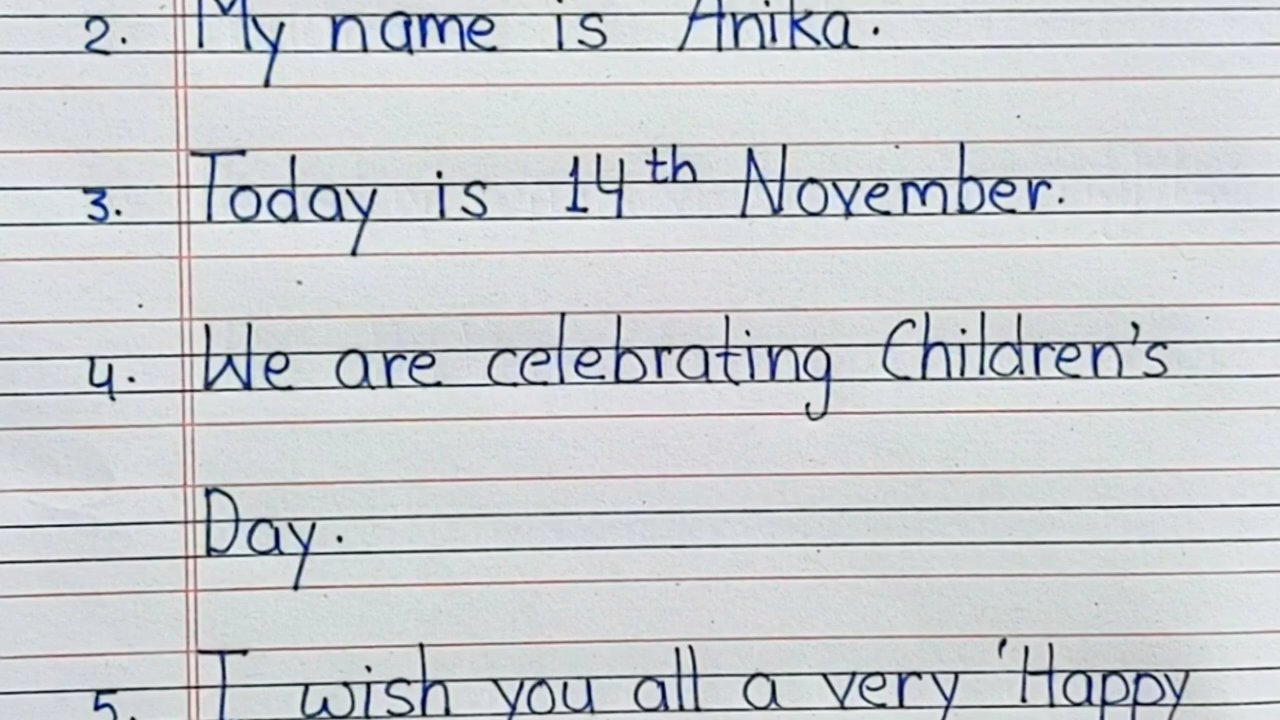 2. My name is Anika.
3. Today is 14th November.
4. We are celebrating Children's
Day.
5. I wish you all a very 'Happy